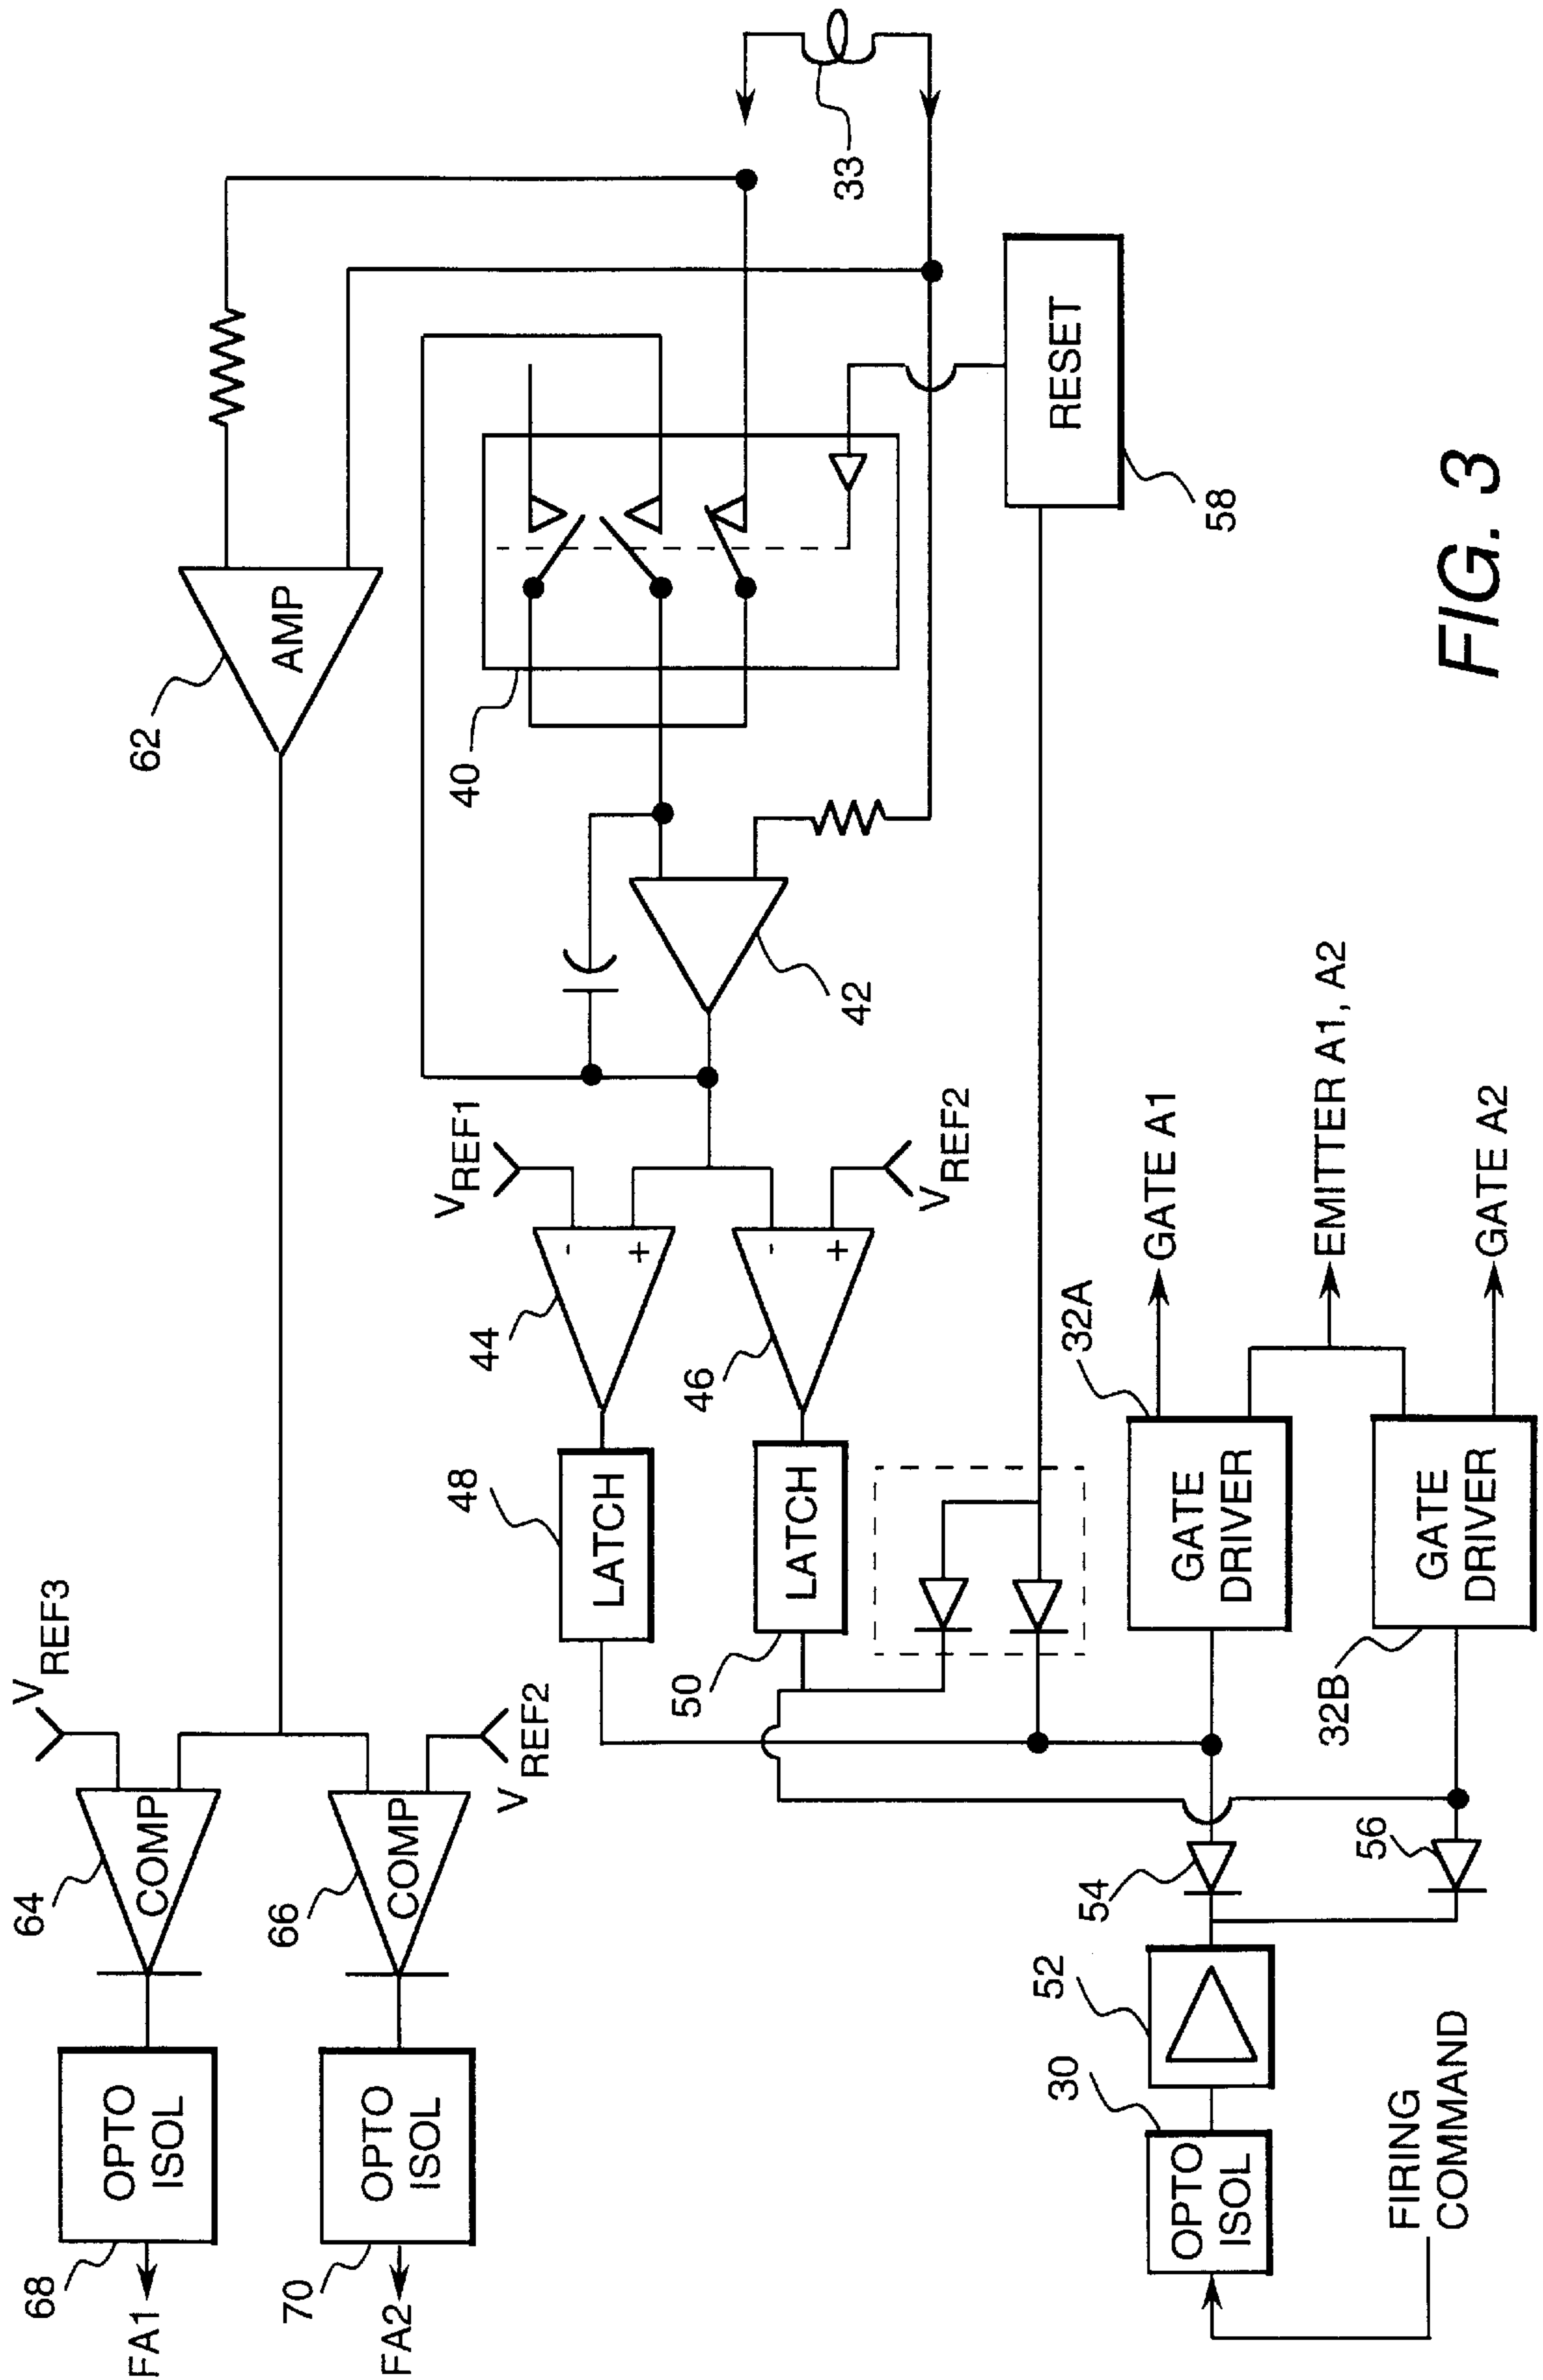 FA1
68
OPTO
ISOL
64
COMP
VREF3
62
AMP
FA2
70
OPTO
ISOL
66
COMP
VREF2
48
LATCH
44
-
+
VREF1
40
50
LATCH
46
-
+
VREF2
42
33
FIRING
COMMAND
30
OPTO
ISOL
52
54
56
32A
GATE
DRIVER
GATE A1
EMITTER A1, A2
32B
GATE
DRIVER
GATE A2
58
RESET
FIG. 3